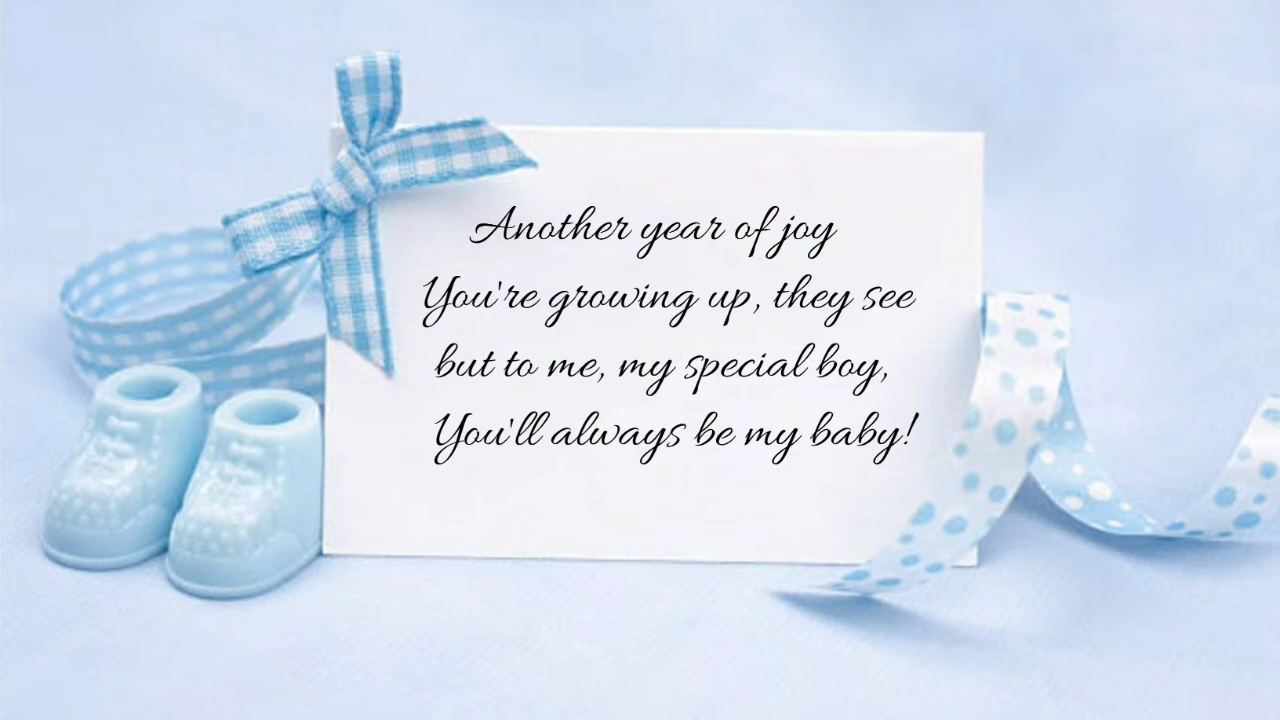 Another year of joy
You're growing up, they see
but to me, my special boy,
You'll always be my baby!